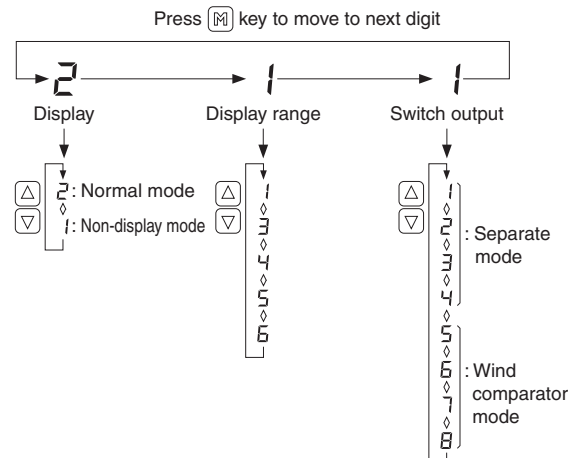 Press M key to move to next digit
2 1 1
Display Display range Switch output
2: Normal mode
1: Non-display mode
1
3
4
5
6
1
2
3
4
: Separate
mode
5
6
7
8
: Wind
comparator
mode